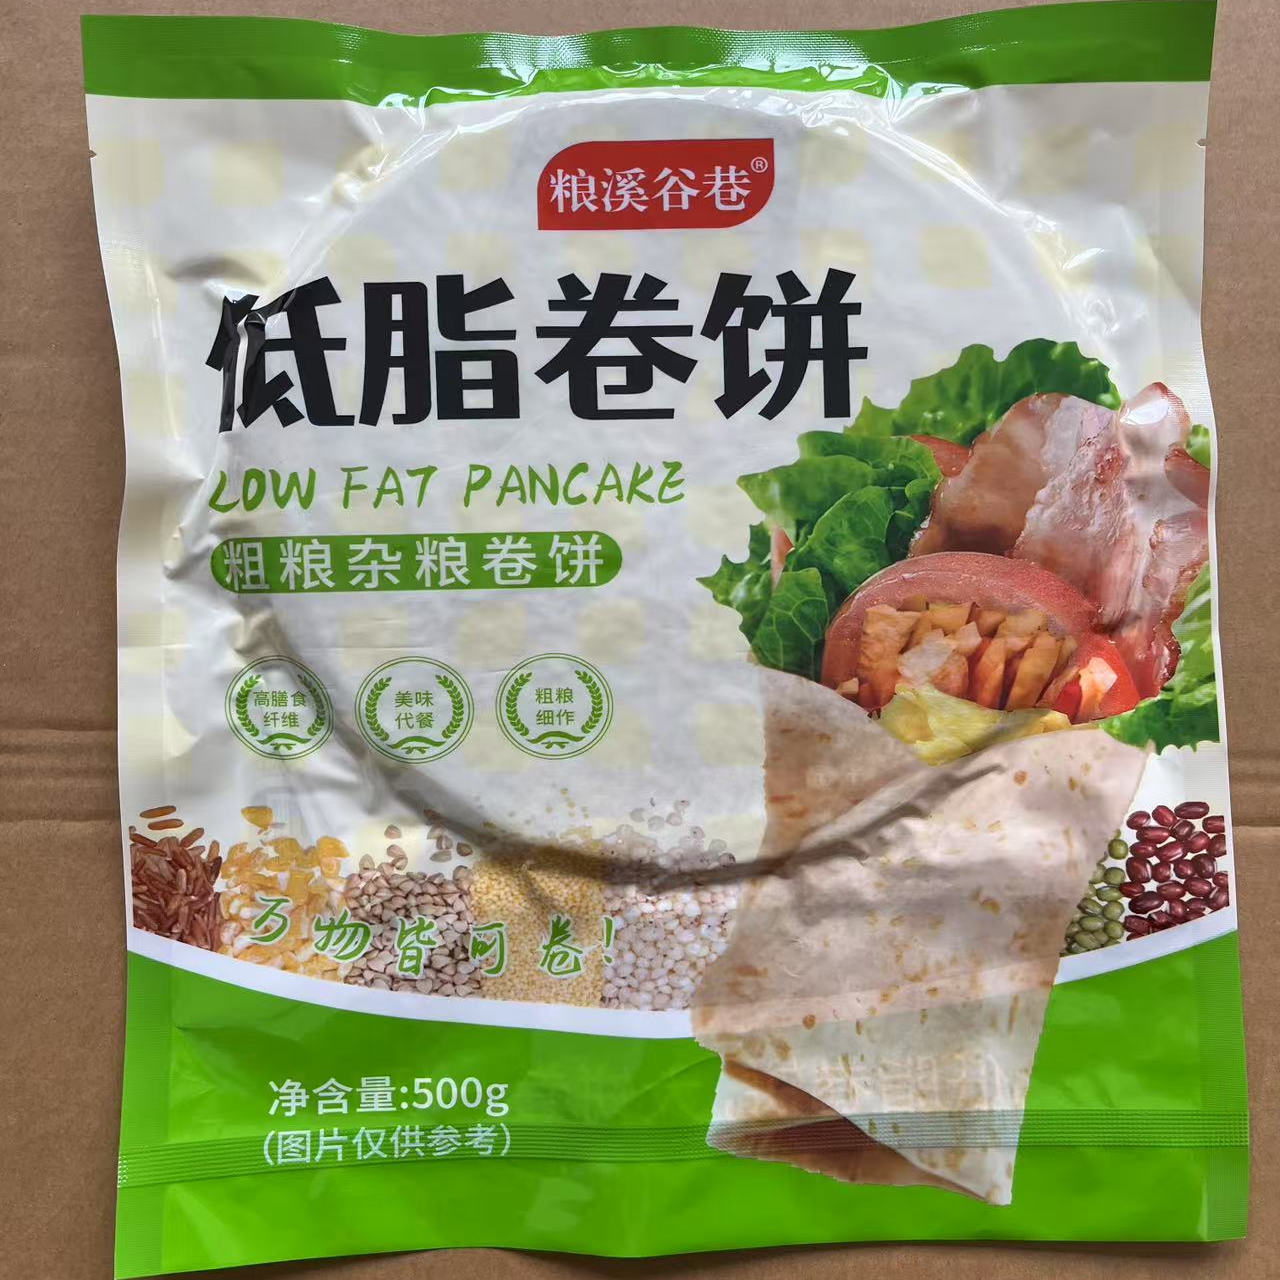 粮溪谷巷®
低脂卷饼
LOW FAT PANCAKE
粗粮杂粮卷饼
高膳食
纤维
美味
代餐
粗粮
细作
万物皆可卷!
净含量:500g
(图片仅供参考)